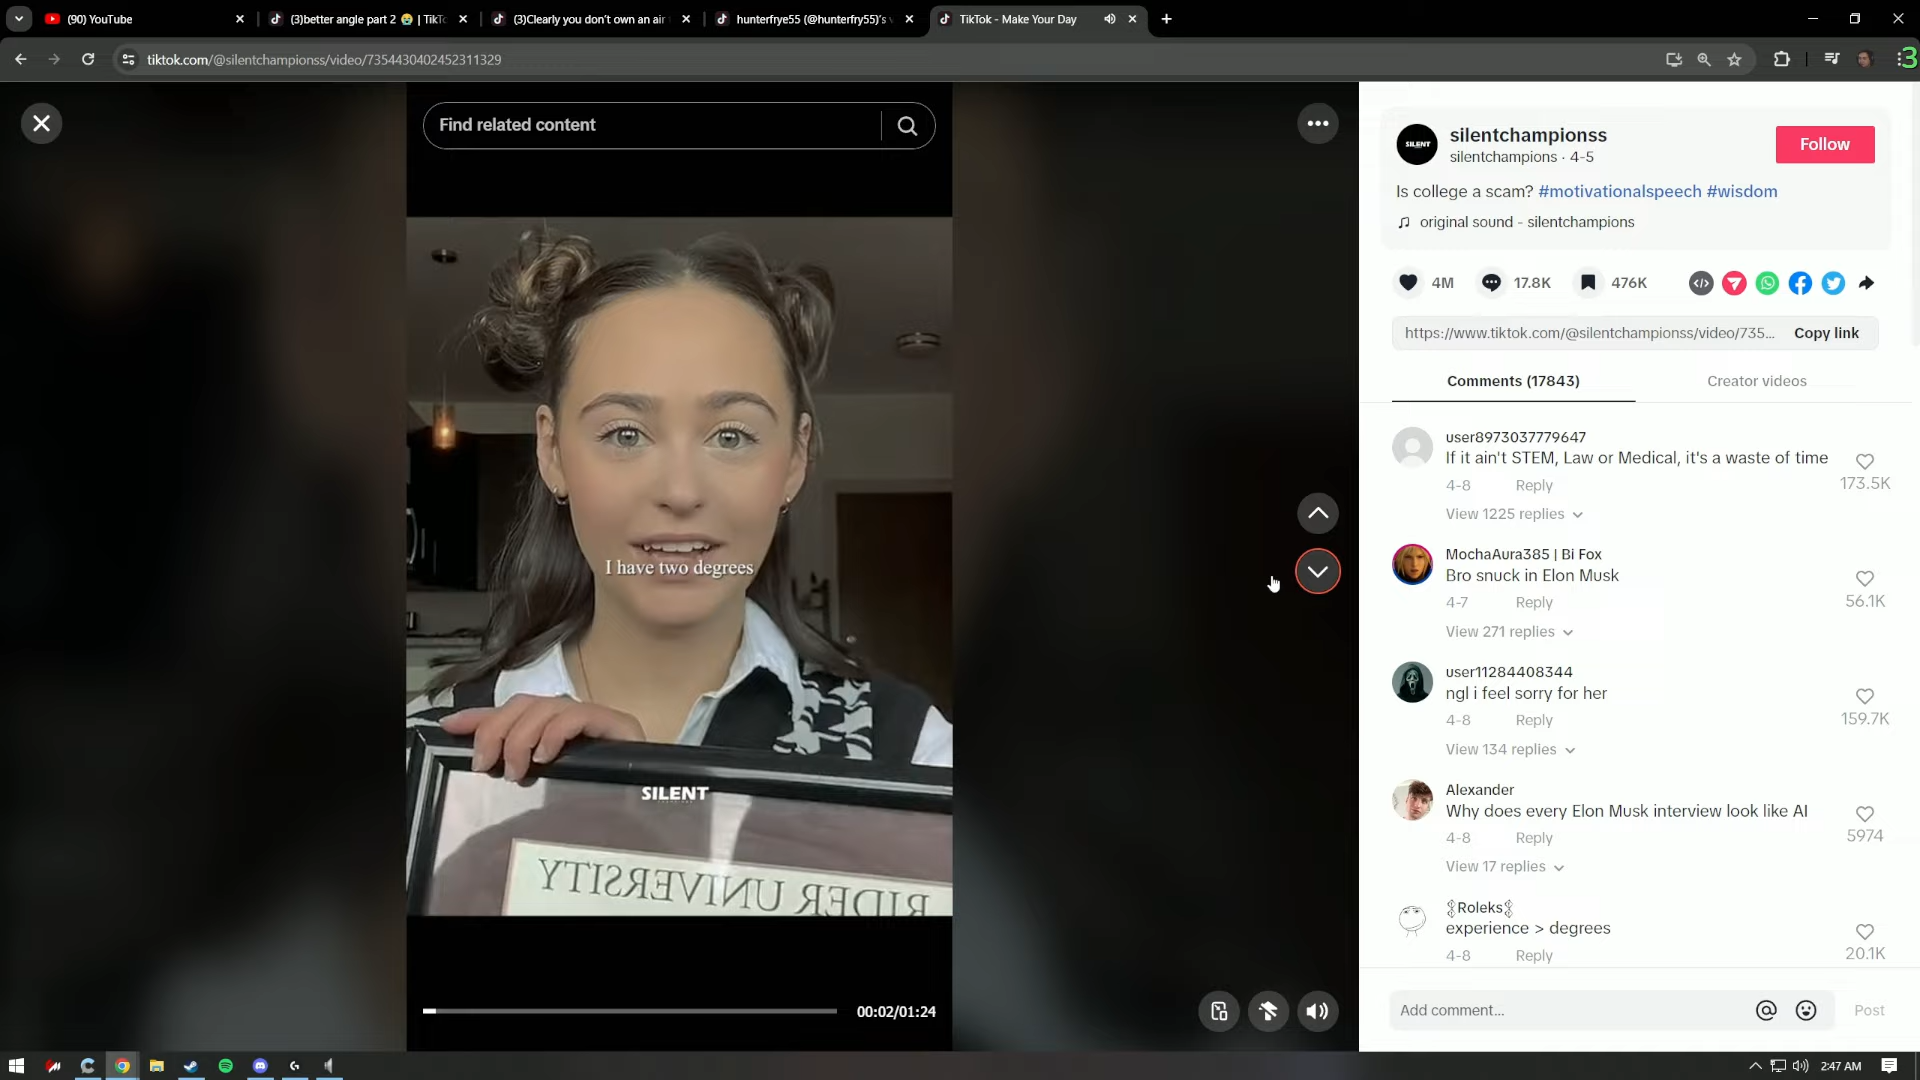 (90) YouTube
(3)better angle part 2 😭 | TikTo
(3)Clearly you don't own an air
hunterfrye55 (@hunterfry55)'s v
TikTok - Make Your Day
tiktok.com/@silentchampionss/video/7354430402452311329
3
Find related content
I have two degrees
SILENT
RIDER UNIVERSITY
00:02/01:24
SILENT
silentchampionss
silentchampions · 4-5
Follow
Is college a scam? #motivationalspeech #wisdom
original sound - silentchampions
4M
17.8K
476K
https://www.tiktok.com/@silentchampionss/video/735...
Copy link
Comments (17843)
Creator videos
user8973037779647
If it ain't STEM, Law or Medical, it's a waste of time
173.5K
4-8 Reply
View 1225 replies
MochaAura385 | Bi Fox
Bro snuck in Elon Musk
56.1K
4-7 Reply
View 271 replies
user11284408344
ngl i feel sorry for her
159.7K
4-8 Reply
View 134 replies
Alexander
Why does every Elon Musk interview look like AI
5974
4-8 Reply
View 17 replies
Roleks
experience > degrees
20.1K
4-8 Reply
Add comment...
Post
2:47 AM